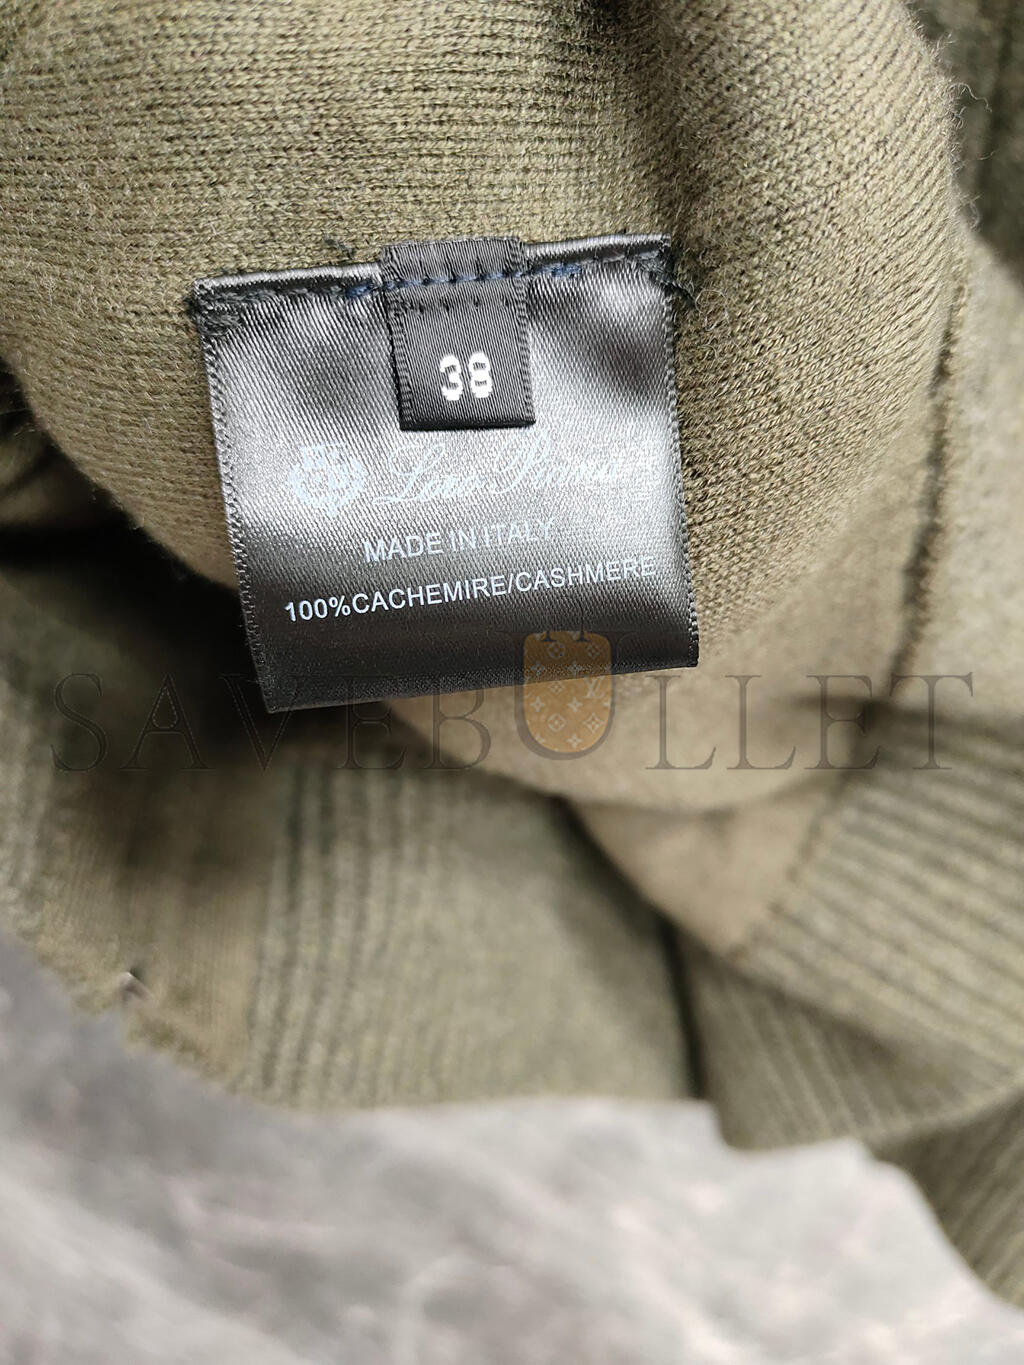 38
Loro Piana
MADE IN ITALY
100%CACHEMIRE/CASHMERE
SAVEBULLET